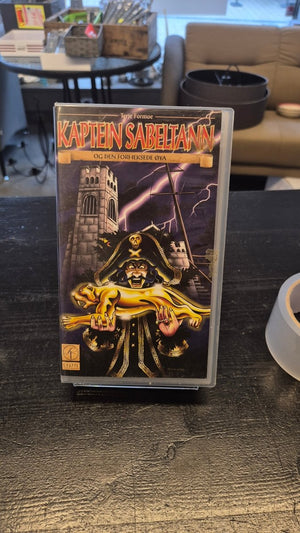 Terje Formoe
KAPTEIN SABELTANN
OG DEN FORHEKSEDE ØYA